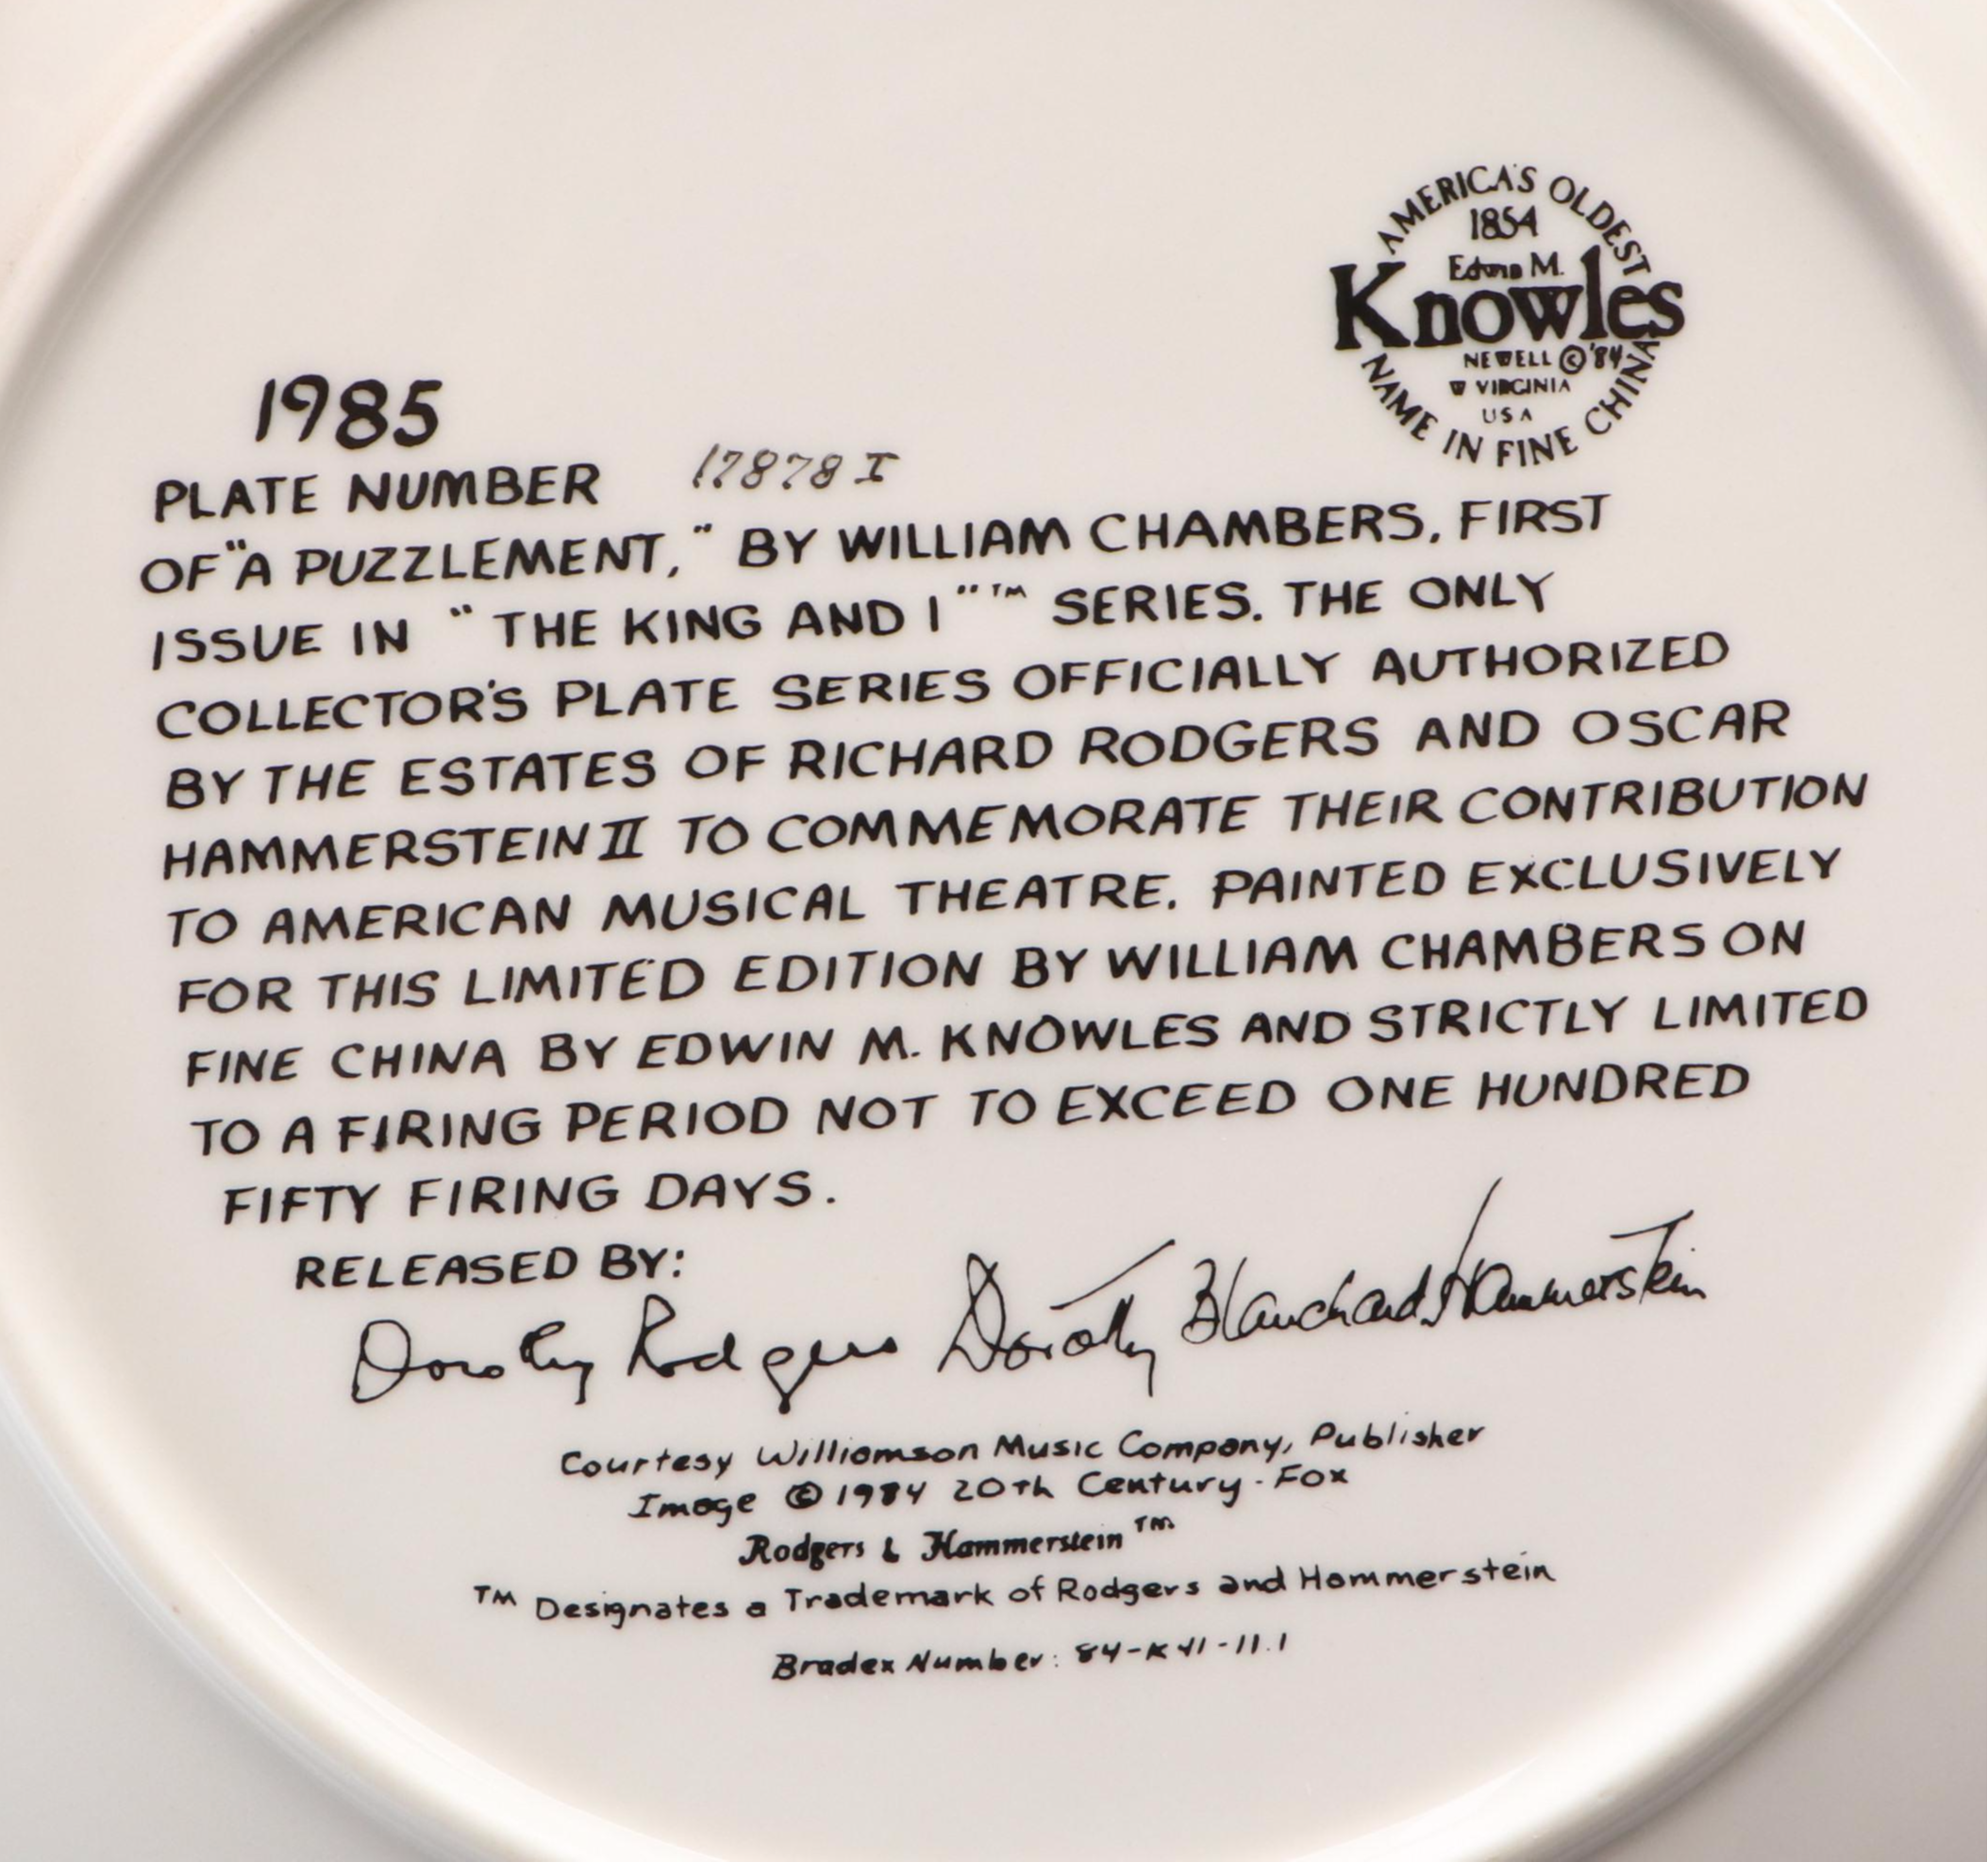 AMERICA'S OLDEST
1854
Edwin M.
Knowles
NEWELL © '84
W VIRGINIA
USA
NAME IN FINE CHINA
1985
PLATE NUMBER 17878 I
OF "A PUZZLEMENT," BY WILLIAM CHAMBERS, FIRST
ISSUE IN "THE KING AND I"™ SERIES. THE ONLY
COLLECTOR'S PLATE SERIES OFFICIALLY AUTHORIZED
BY THE ESTATES OF RICHARD RODGERS AND OSCAR
HAMMERSTEIN II TO COMMEMORATE THEIR CONTRIBUTION
TO AMERICAN MUSICAL THEATRE. PAINTED EXCLUSIVELY
FOR THIS LIMITED EDITION BY WILLIAM CHAMBERS ON
FINE CHINA BY EDWIN M. KNOWLES AND STRICTLY LIMITED
TO A FIRING PERIOD NOT TO EXCEED ONE HUNDRED
FIFTY FIRING DAYS.
RELEASED BY:
Dorothy Rodgers Dorothy Blanchard Hammerstein
Courtesy Williamson Music Company, Publisher
Image © 1984 20th Century-Fox
Rodgers & Hammerstein™
™ Designates a Trademark of Rodgers and Hammerstein
Bradex Number: 84-K41-11.1